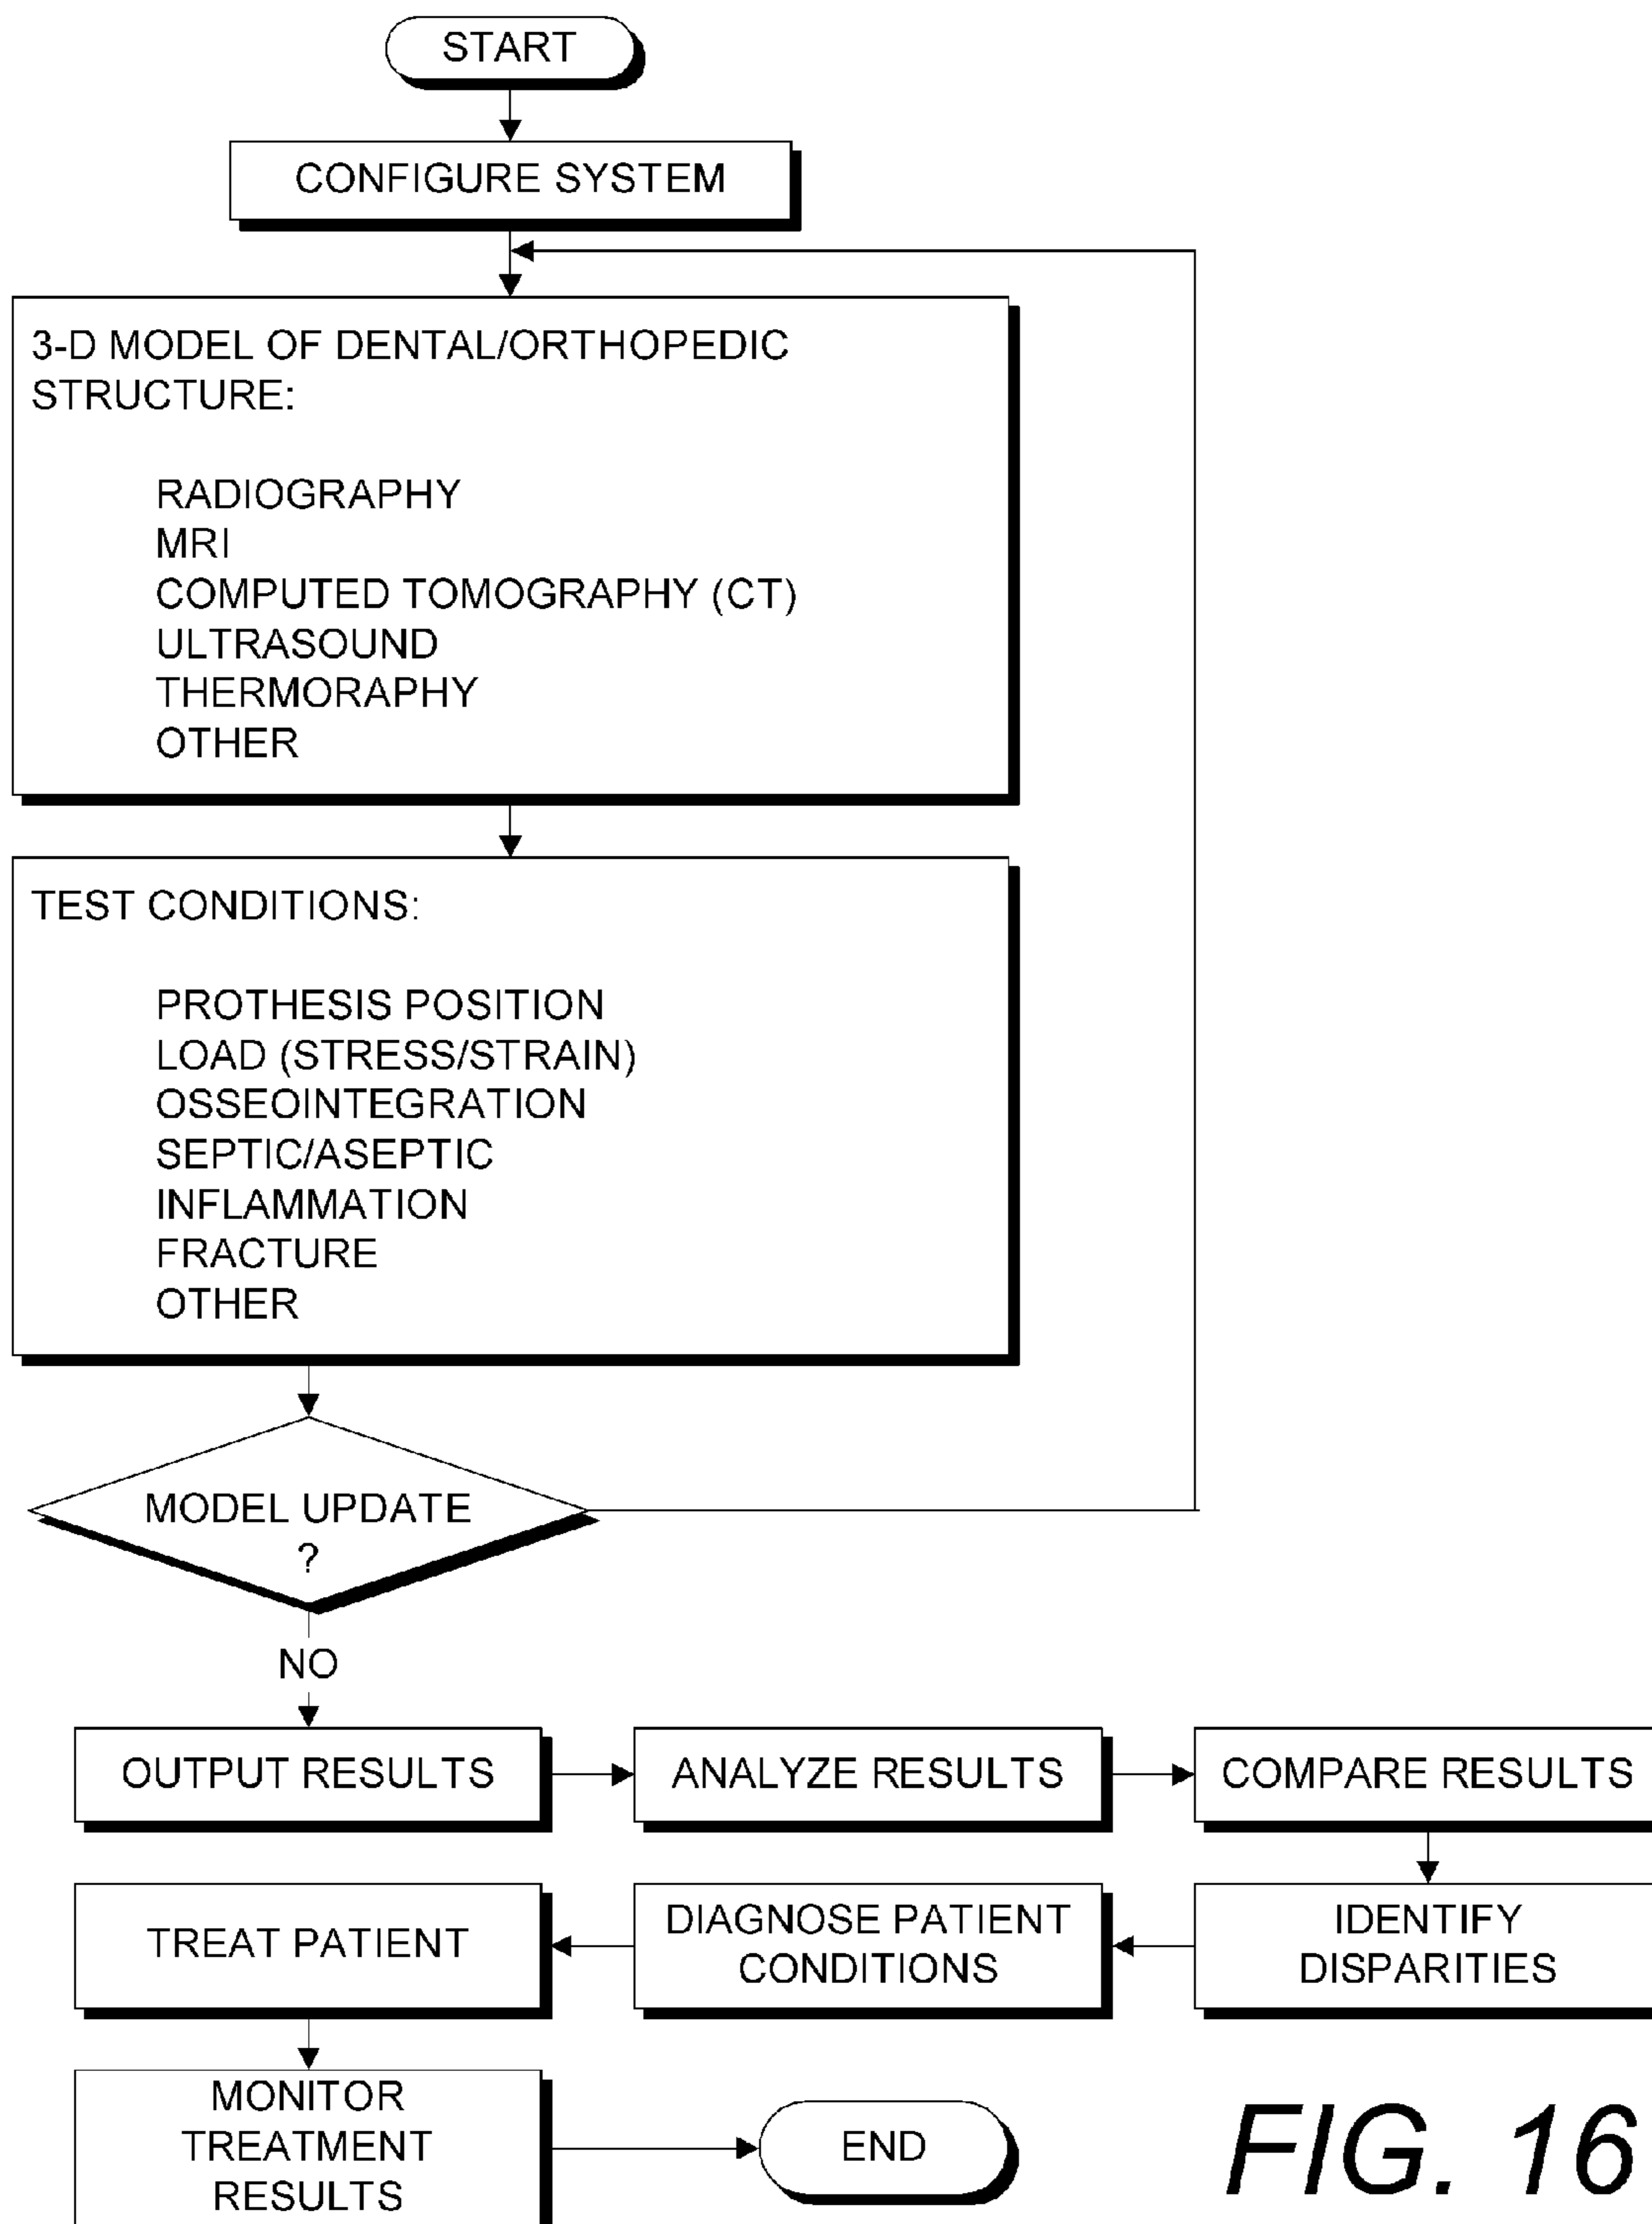 START
CONFIGURE SYSTEM
3-D MODEL OF DENTAL/ORTHOPEDIC
STRUCTURE:
RADIOGRAPHY
MRI
COMPUTED TOMOGRAPHY (CT)
ULTRASOUND
THERMORAPHY
OTHER
TEST CONDITIONS:
PROTHESIS POSITION
LOAD (STRESS/STRAIN)
OSSEOINTEGRATION
SEPTIC/ASEPTIC
INFLAMMATION
FRACTURE
OTHER
MODEL UPDATE
?
NO
OUTPUT RESULTS
ANALYZE RESULTS
COMPARE RESULTS
IDENTIFY
DISPARITIES
DIAGNOSE PATIENT
CONDITIONS
TREAT PATIENT
MONITOR
TREATMENT
RESULTS
END
FIG. 16